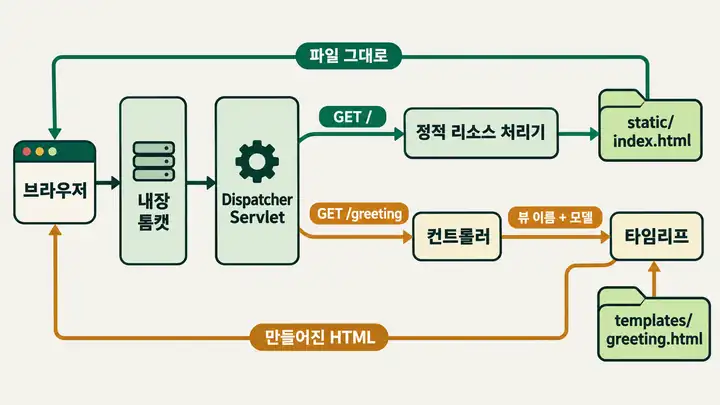 파일 그대로
브라우저
내장
톰캣
Dispatcher
Servlet
GET /
정적 리소스 처리기
static/
index.html
GET /greeting
컨트롤러
뷰 이름 + 모델
타임리프
templates/
greeting.html
만들어진 HTML